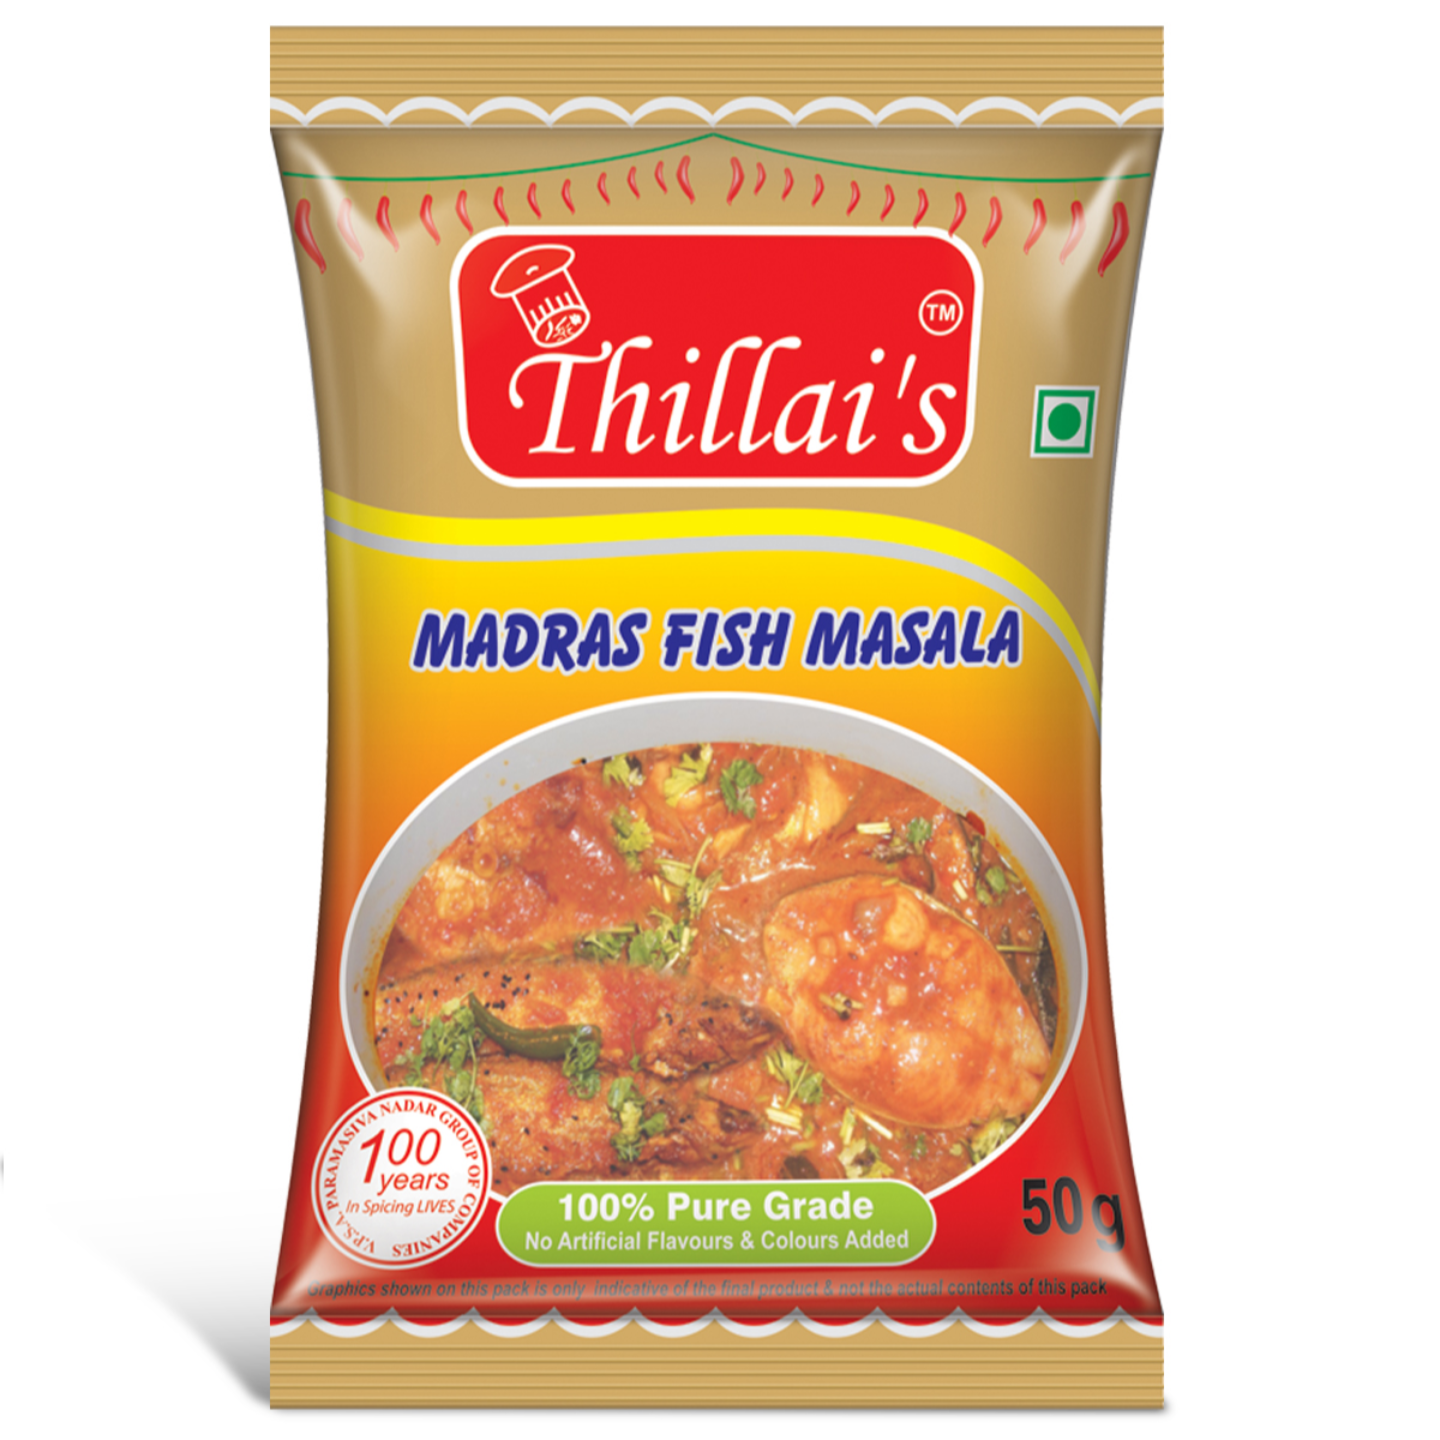 Thillai's
TM
MADRAS FISH MASALA
V.P.S.A. PARAMASIVA NADAR GROUP OF COMPANIES
100
years
In Spicing LIVES
100% Pure Grade
No Artificial Flavours & Colours Added
50 g
Graphics shown on this pack is only indicative of the final product & not the actual contents of this pack